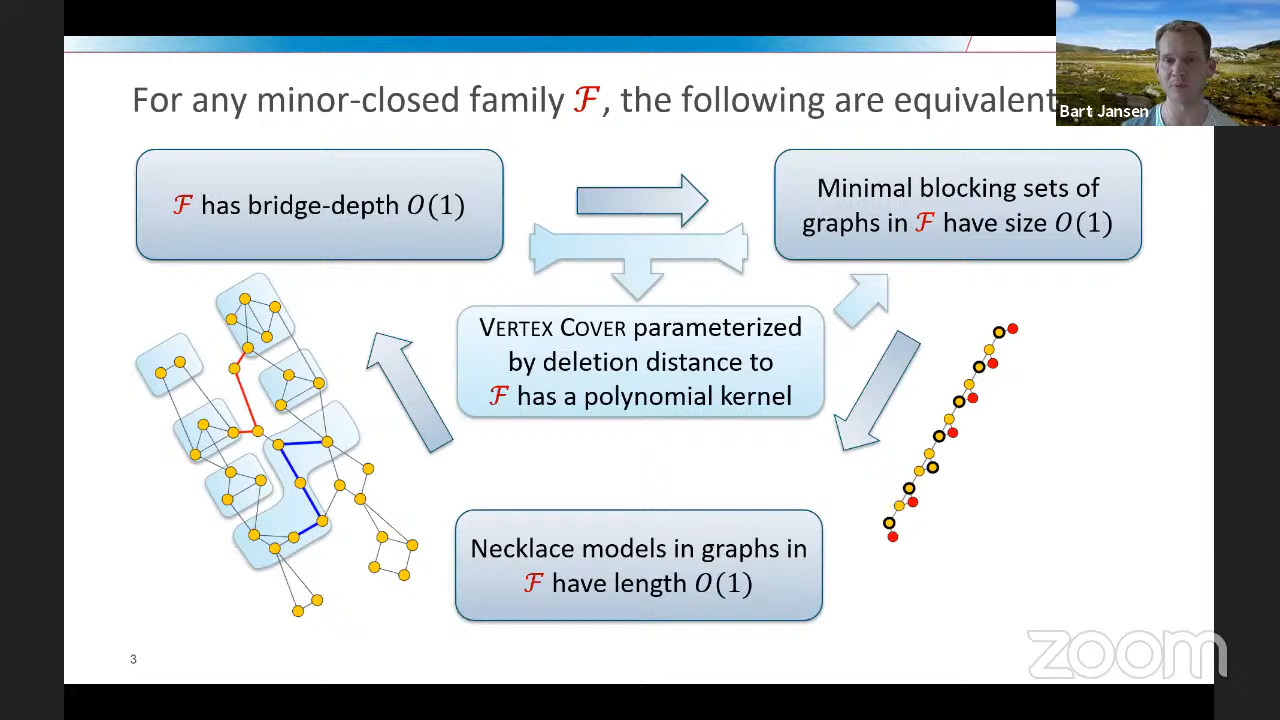 For any minor-closed family ℱ, the following are equivalent
Bart Jansen
ℱ has bridge-depth O(1)
Minimal blocking sets of
graphs in ℱ have size O(1)
VERTEX COVER parameterized
by deletion distance to
ℱ has a polynomial kernel
Necklace models in graphs in
ℱ have length O(1)
3
zoom